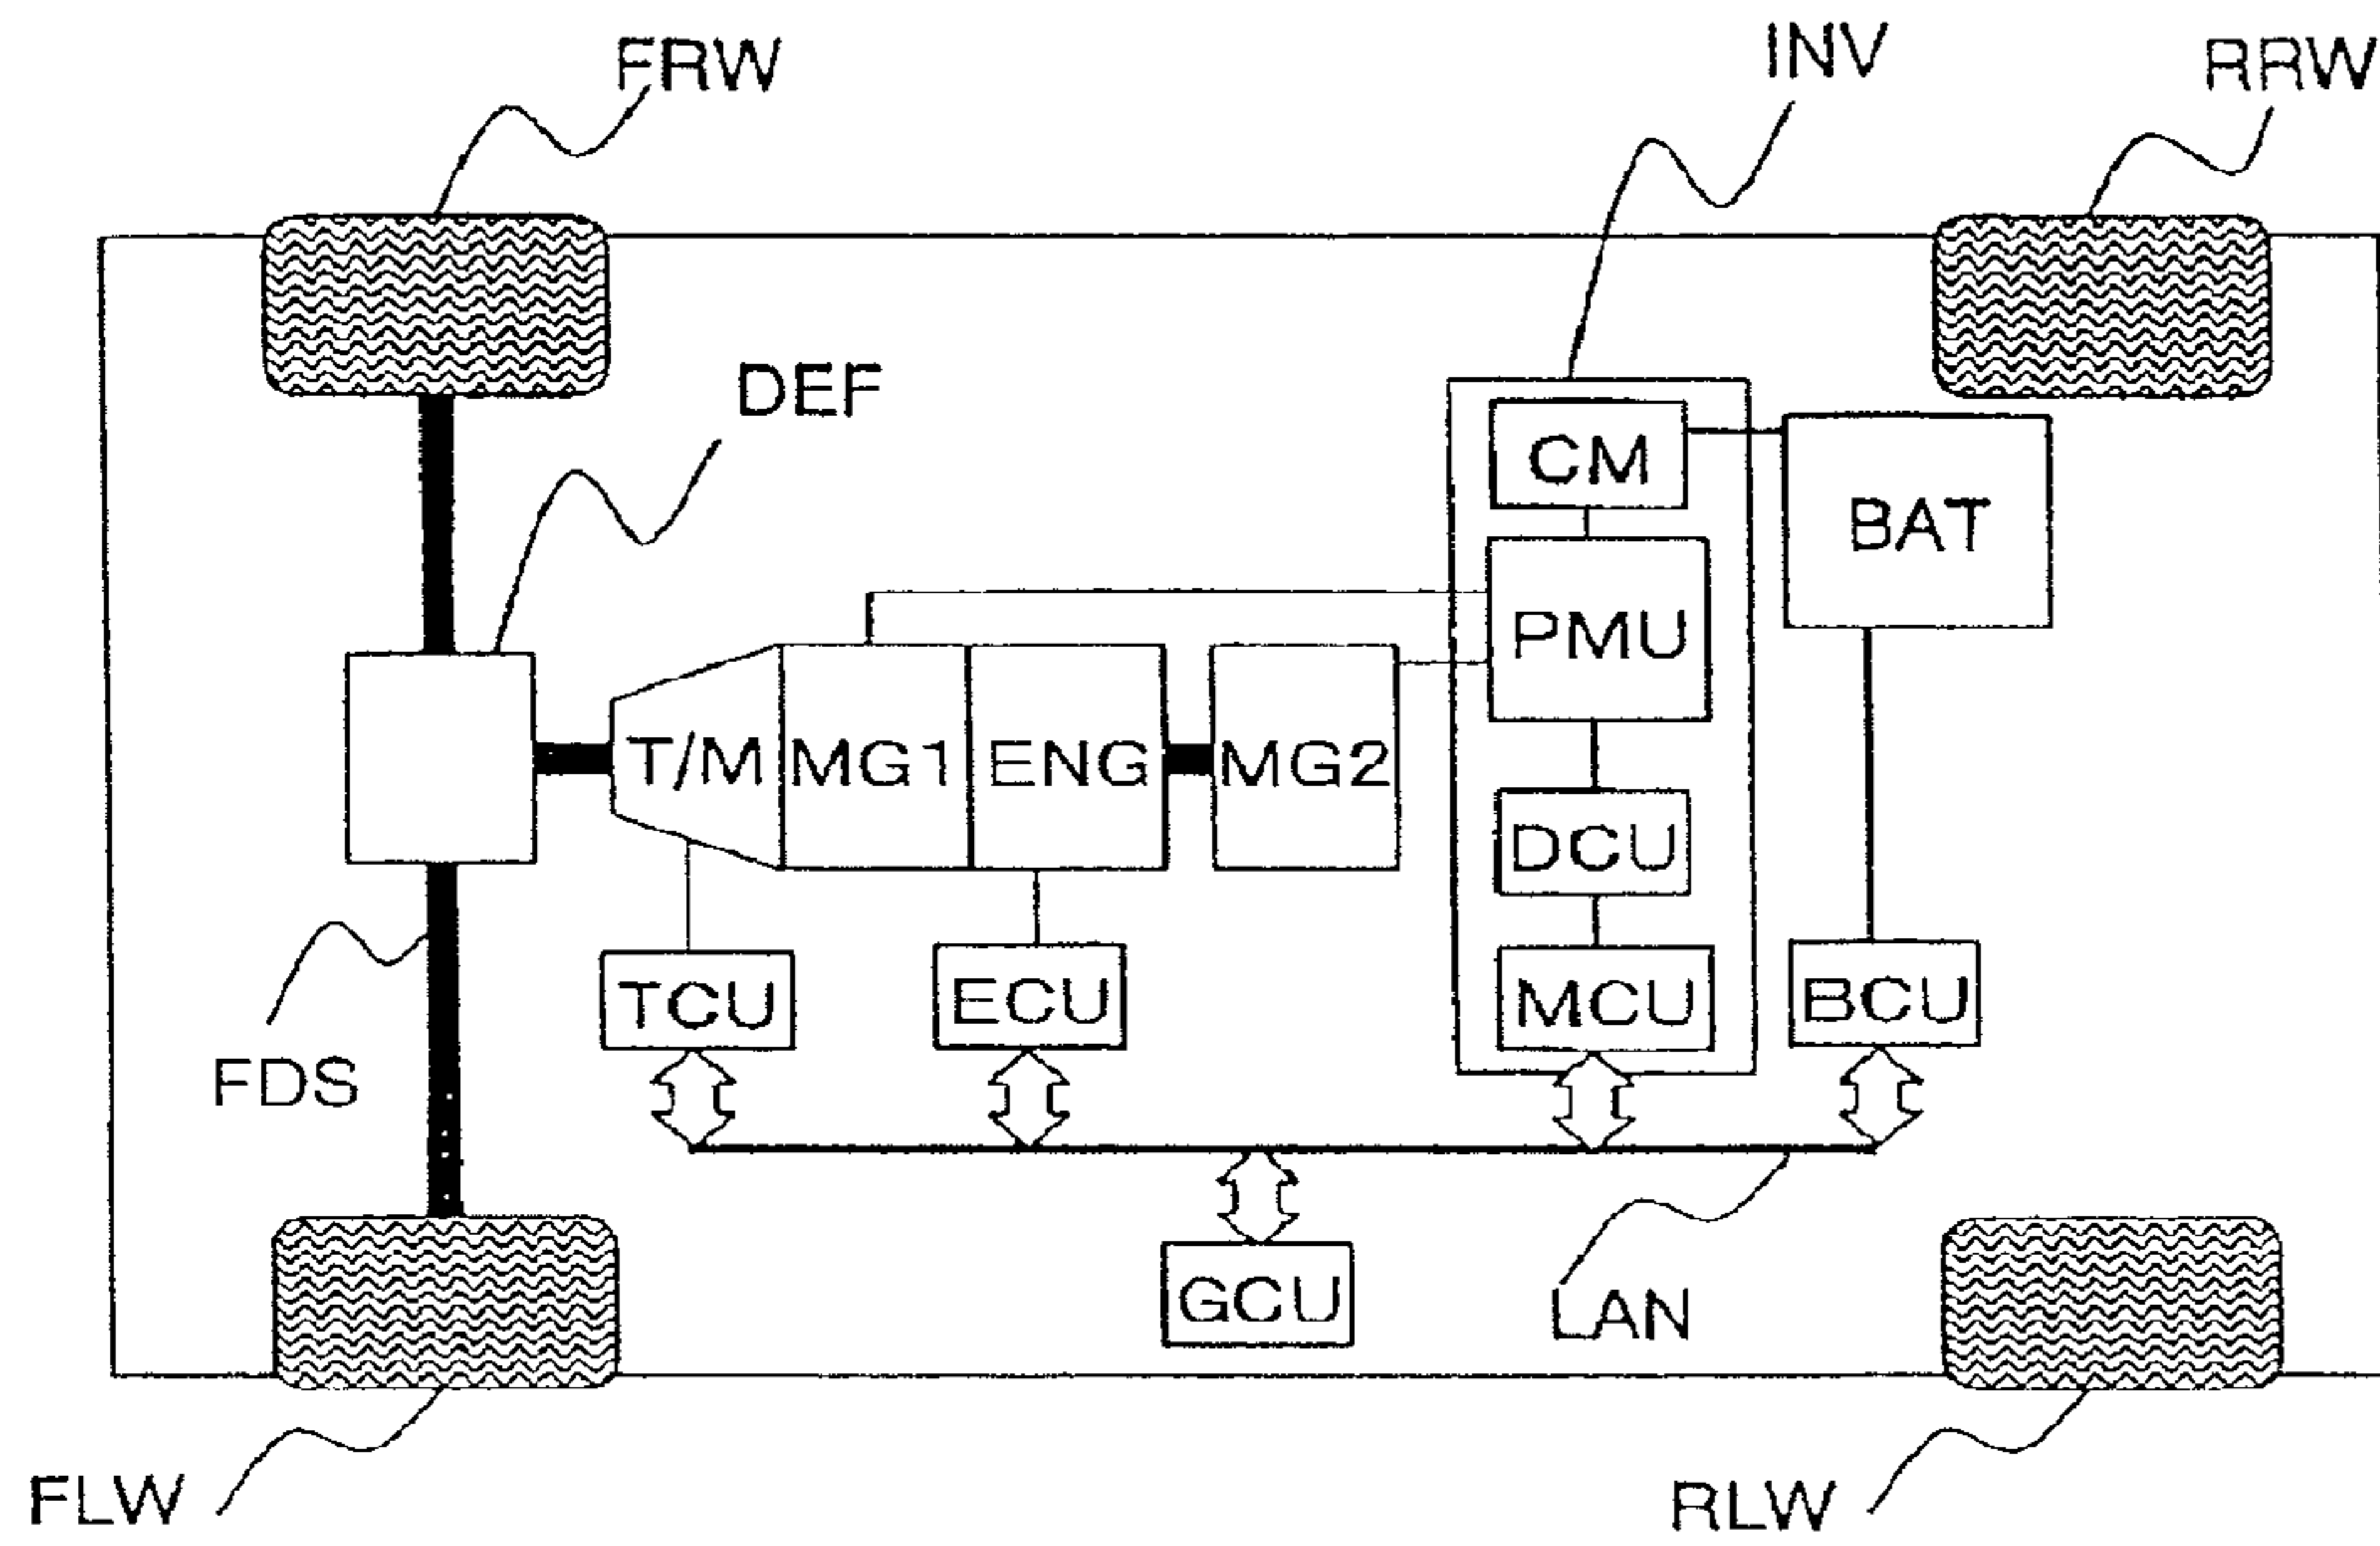 FRW
INV
RRW
DEF
CM
BAT
PMU
T/M
MG1
ENG
MG2
DCU
TCU
ECU
MCU
BCU
FDS
GCU
LAN
FLW
RLW